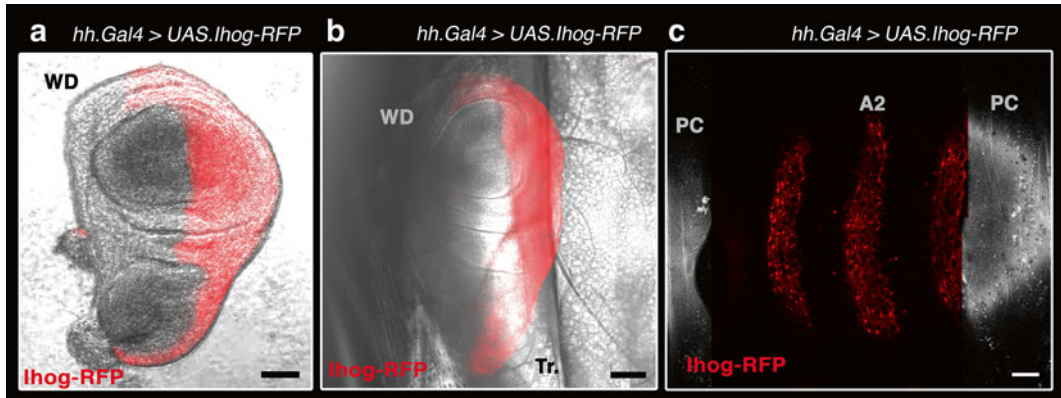 a hh.Gal4 > UAS.Ihog-RFP
WD
Ihog-RFP
b hh.Gal4 > UAS.Ihog-RFP
WD
Ihog-RFP
Tr.
c hh.Gal4 > UAS.Ihog-RFP
PC
A2
PC
Ihog-RFP